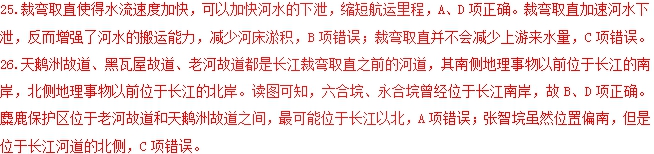 25.裁弯取直使得水流速度加快，可以加快河水的下泄，缩短航运里程，A、D项正确。裁弯取直加速河水下
泄，反而增强了河水的搬运能力，减少河床淤积，B项错误；裁弯取直并不会减少上游来水量，C项错误。
26.天鹅洲故道、黑瓦屋故道、老河故道都是长江裁弯取直之前的河道，其南侧地理事物以前位于长江的南
岸，北侧地理事物以前位于长江的北岸。读图可知，六合垸、永合垸曾经位于长江南岸，故B、D项正确。
麋鹿保护区位于老河故道和天鹅洲故道之间，最可能位于长江以北，A项错误；张智垸虽然位置偏南，但是
位于长江河道的北侧，C项错误。